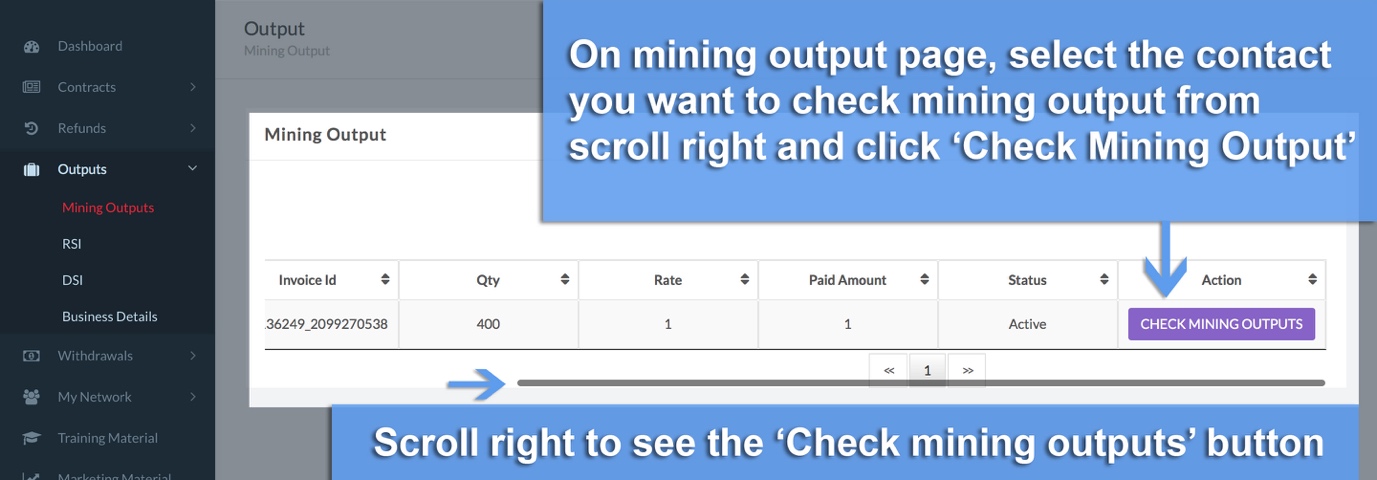 Dashboard
Contracts
Refunds
Outputs
Mining Outputs
RSI
DSI
Business Details
Withdrawals
My Network
Training Material
Marketing Material
Output
Mining Output
On mining output page, select the contact
you want to check mining output from
scroll right and click ‘Check Mining Output’
Mining Output
Invoice Id Qty Rate Paid Amount Status Action
36249_2099270538 400 1 1 Active CHECK MINING OUTPUTS
« 1 »
Scroll right to see the ‘Check mining outputs’ button